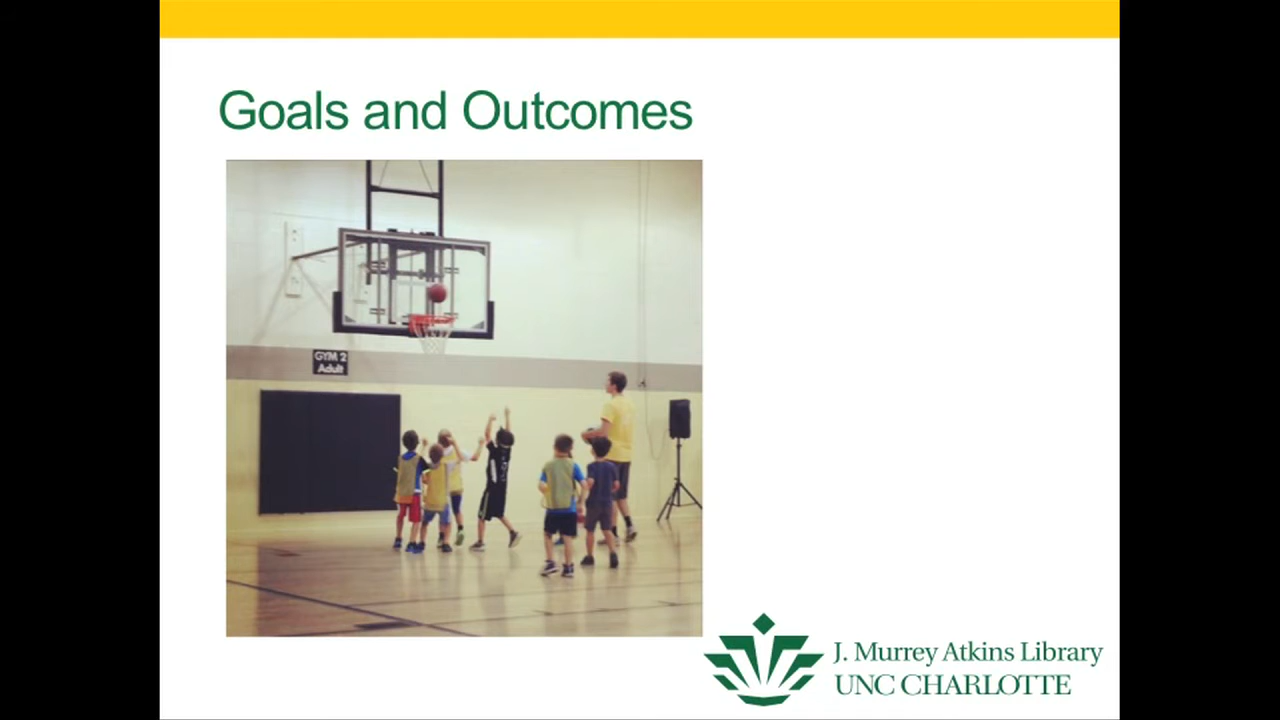 Goals and Outcomes
GYM 2
Adult
J. Murrey Atkins Library
UNC CHARLOTTE